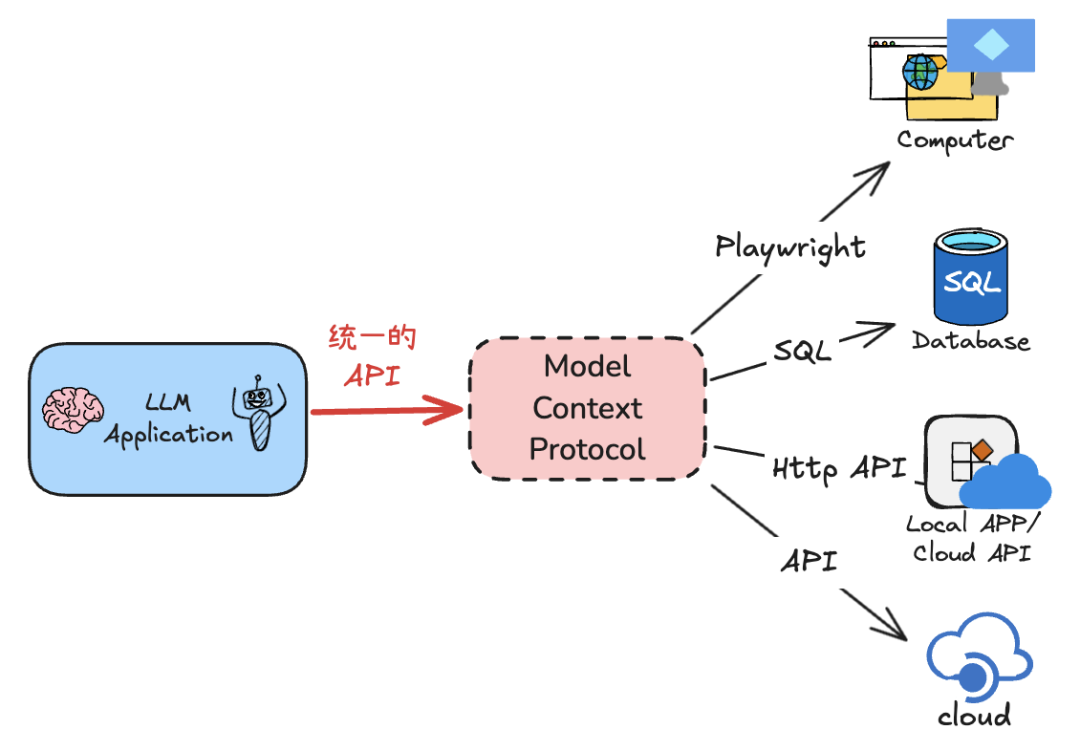 Computer
Playwright
SQL
Database
SQL
统一的
API
LLM
Application
Model
Context
Protocol
Http API
Local APP/
Cloud API
API
cloud